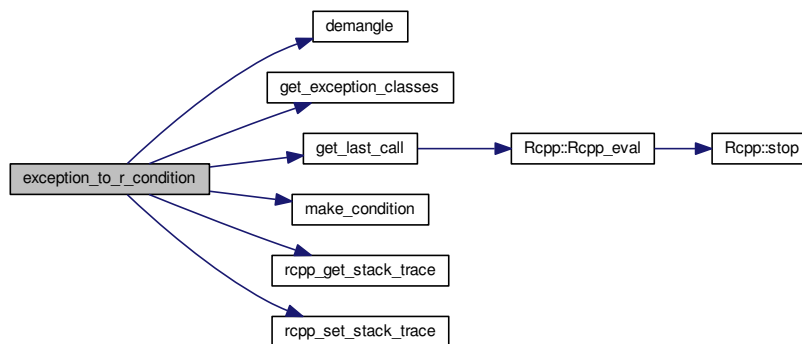 demangle
get_exception_classes
get_last_call
Rcpp::Rcpp_eval
Rcpp::stop
exception_to_r_condition
make_condition
rcpp_get_stack_trace
rcpp_set_stack_trace